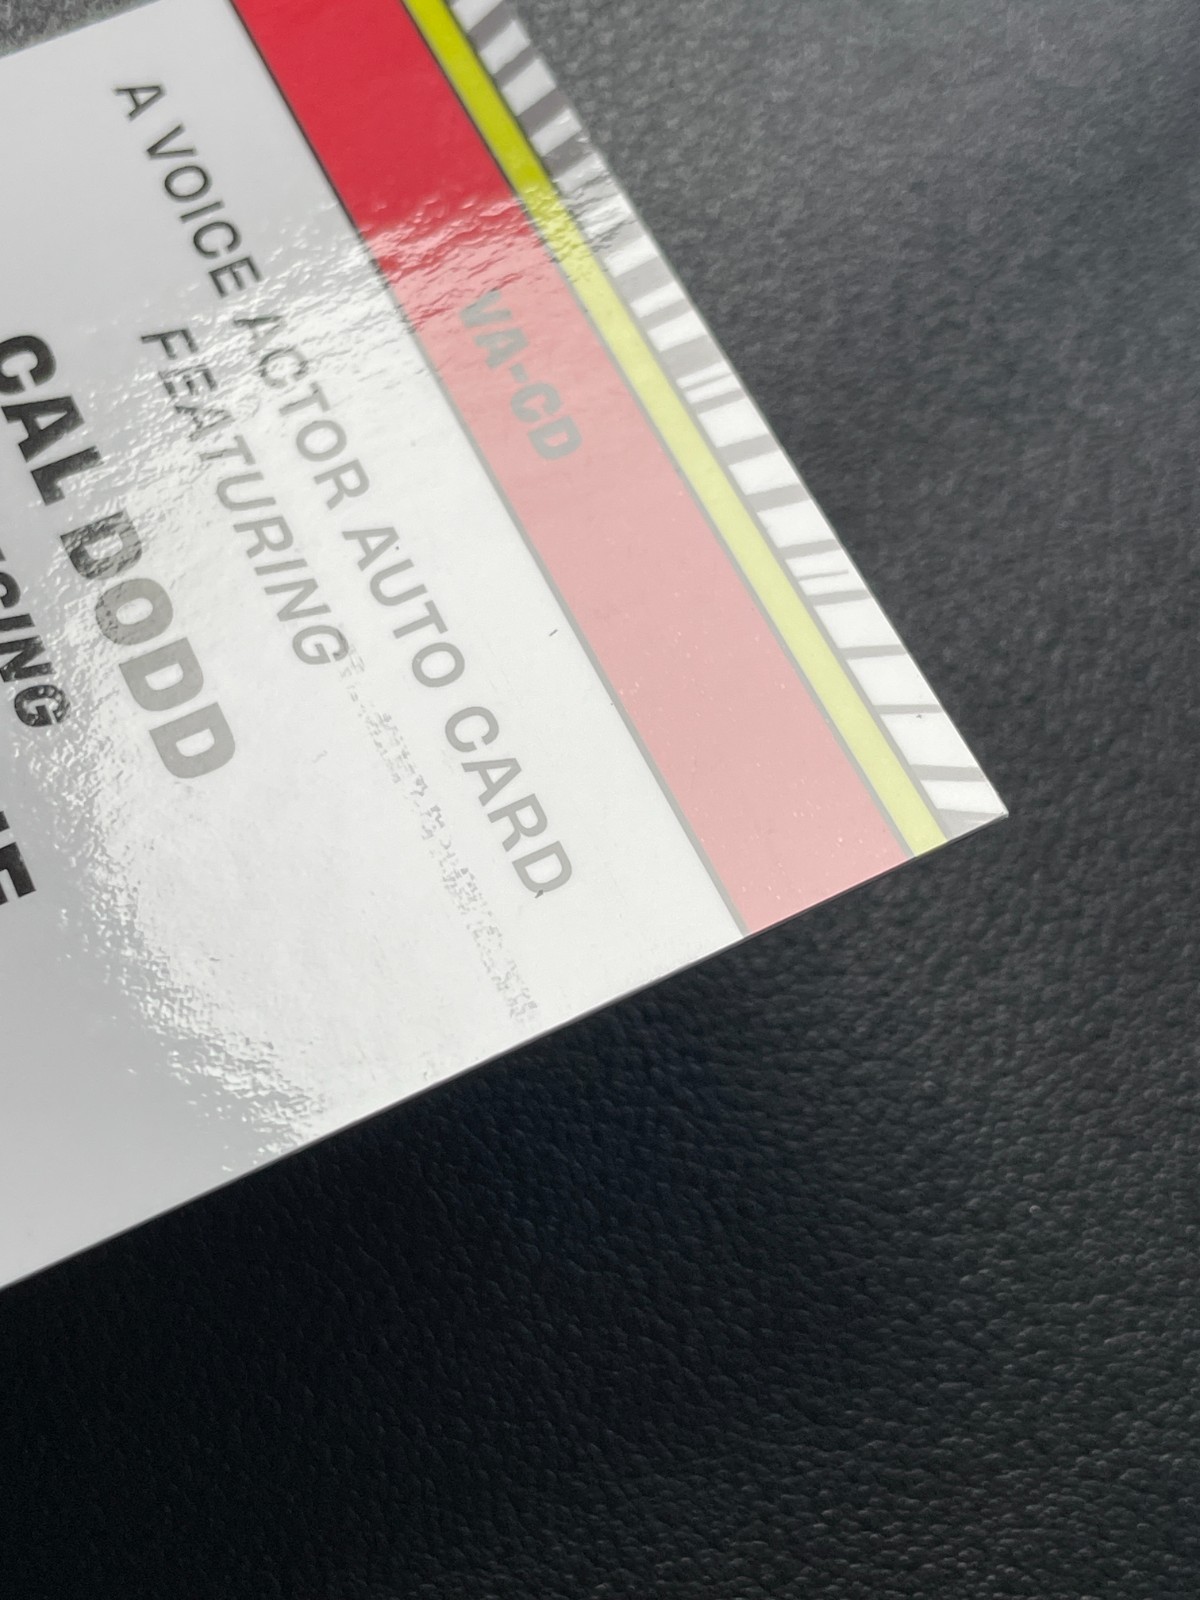 VA-CD
A VOICE ACTOR AUTO CARD
FEATURING
CAL DODD